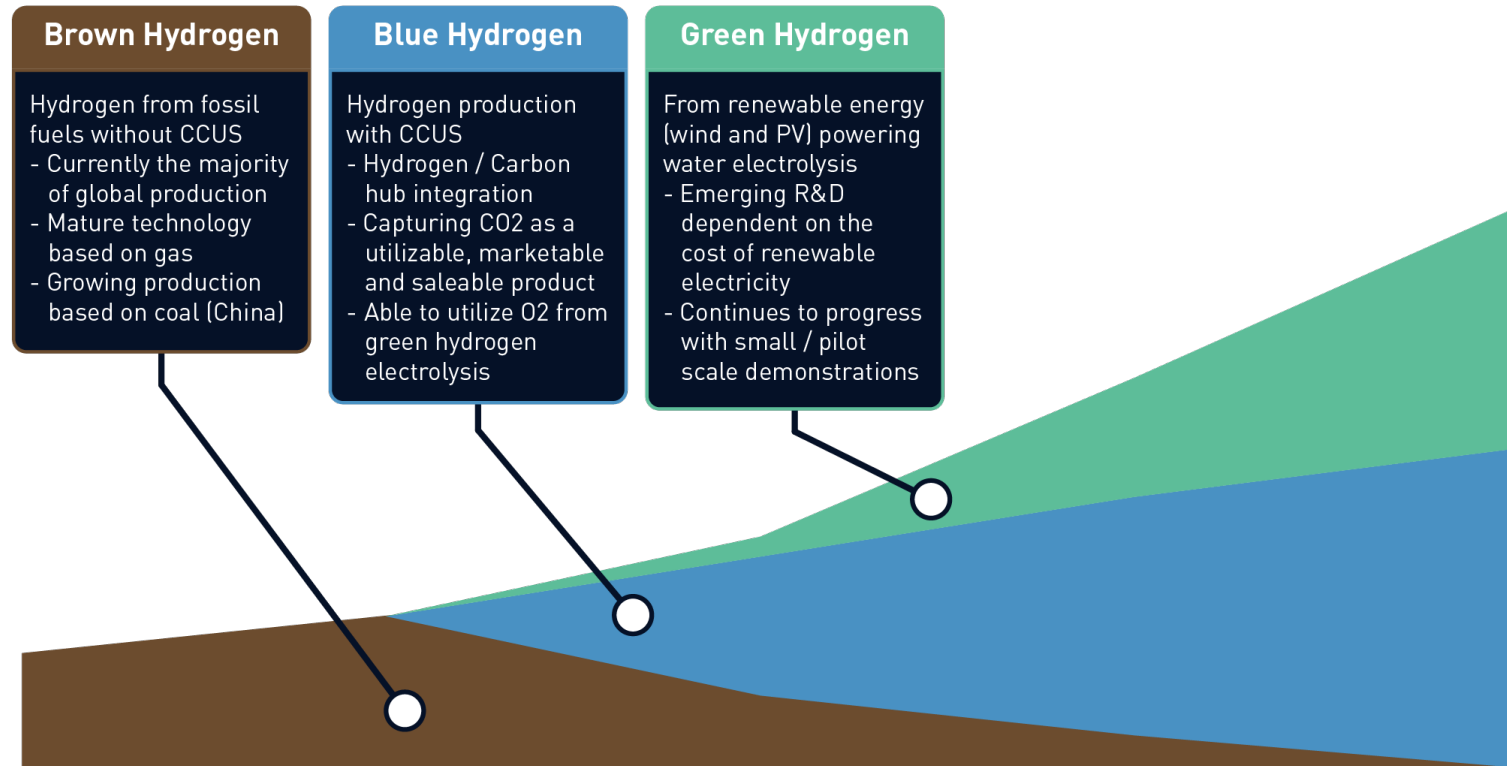 Brown Hydrogen
Hydrogen from fossil
fuels without CCUS
- Currently the majority
of global production
- Mature technology
based on gas
- Growing production
based on coal (China)
Blue Hydrogen
Hydrogen production
with CCUS
- Hydrogen / Carbon
hub integration
- Capturing CO2 as a
utilizable, marketable
and saleable product
- Able to utilize O2 from
green hydrogen
electrolysis
Green Hydrogen
From renewable energy
(wind and PV) powering
water electrolysis
- Emerging R&D
dependent on the
cost of renewable
electricity
- Continues to progress
with small / pilot
scale demonstrations